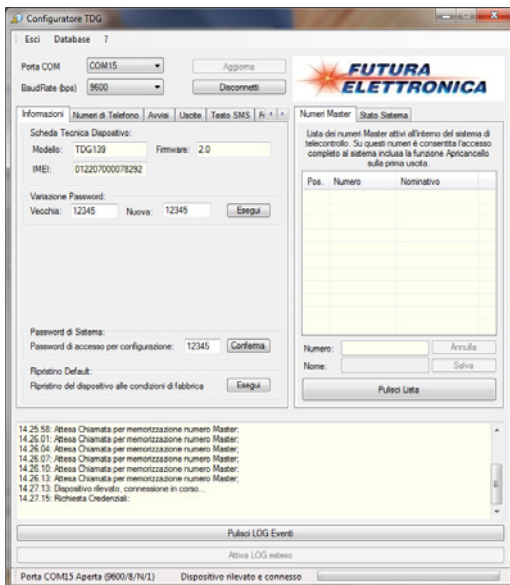 Configuratore TDG
Esci Database ?
Porta COM COM15 Aggiorna
BaudRate (bps) 9600 Disconnetti
FUTURA
ELETTRONICA
Informazioni Numeri di Telefono Avvisi Uscite Testo SMS
Numeri Master Stato Sistema
Scheda Tecnica Dispositivo:
Modello: TDG139 Firmware: 2.0
IMEI: 012207000078292
Variazione Password:
Vecchia: 12345 Nuova: 12345 Esegui
Password di Sistema:
Password di accesso per configurazione: 12345 Conferma
Ripristino Default:
Ripristino del dispositivo alle condizioni di fabbrica Esegui
Lista dei numeri Master attivi all'interno del sistema di
telecontrollo. Su questi numeri è consentita l'accesso
completo al sistema inclusa la funzione Apricancello
sulla prima uscita.
Pos. Numero Nominativo
Numero: Annulla
Nome: Salva
Pulisci Lista
14.25.58: Attesa Chiamata per memorizzazione numero Master;
14.26.01: Attesa Chiamata per memorizzazione numero Master;
14.26.04: Attesa Chiamata per memorizzazione numero Master;
14.26.07: Attesa Chiamata per memorizzazione numero Master;
14.26.10: Attesa Chiamata per memorizzazione numero Master;
14.26.13: Attesa Chiamata per memorizzazione numero Master;
14.27.13: Dispositivo rilevato, connessione in corso...
14.27.15: Richiesta Credenziali;
Pulisci LOG Eventi
Attiva LOG esteso
Porta COM15 Aperta (9600/8/N/1) Dispositivo rilevato e connesso